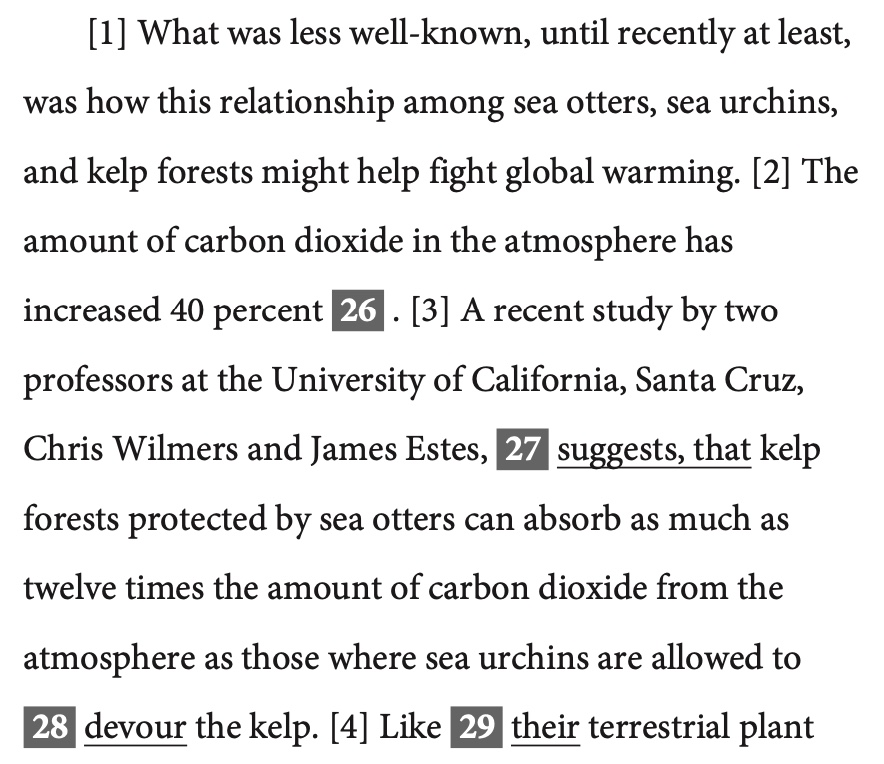 [1] What was less well-known, until recently at least,
was how this relationship among sea otters, sea urchins,
and kelp forests might help fight global warming. [2] The
amount of carbon dioxide in the atmosphere has
increased 40 percent 26 . [3] A recent study by two
professors at the University of California, Santa Cruz,
Chris Wilmers and James Estes, 27 suggests, that kelp
forests protected by sea otters can absorb as much as
twelve times the amount of carbon dioxide from the
atmosphere as those where sea urchins are allowed to
28 devour the kelp. [4] Like 29 their terrestrial plant